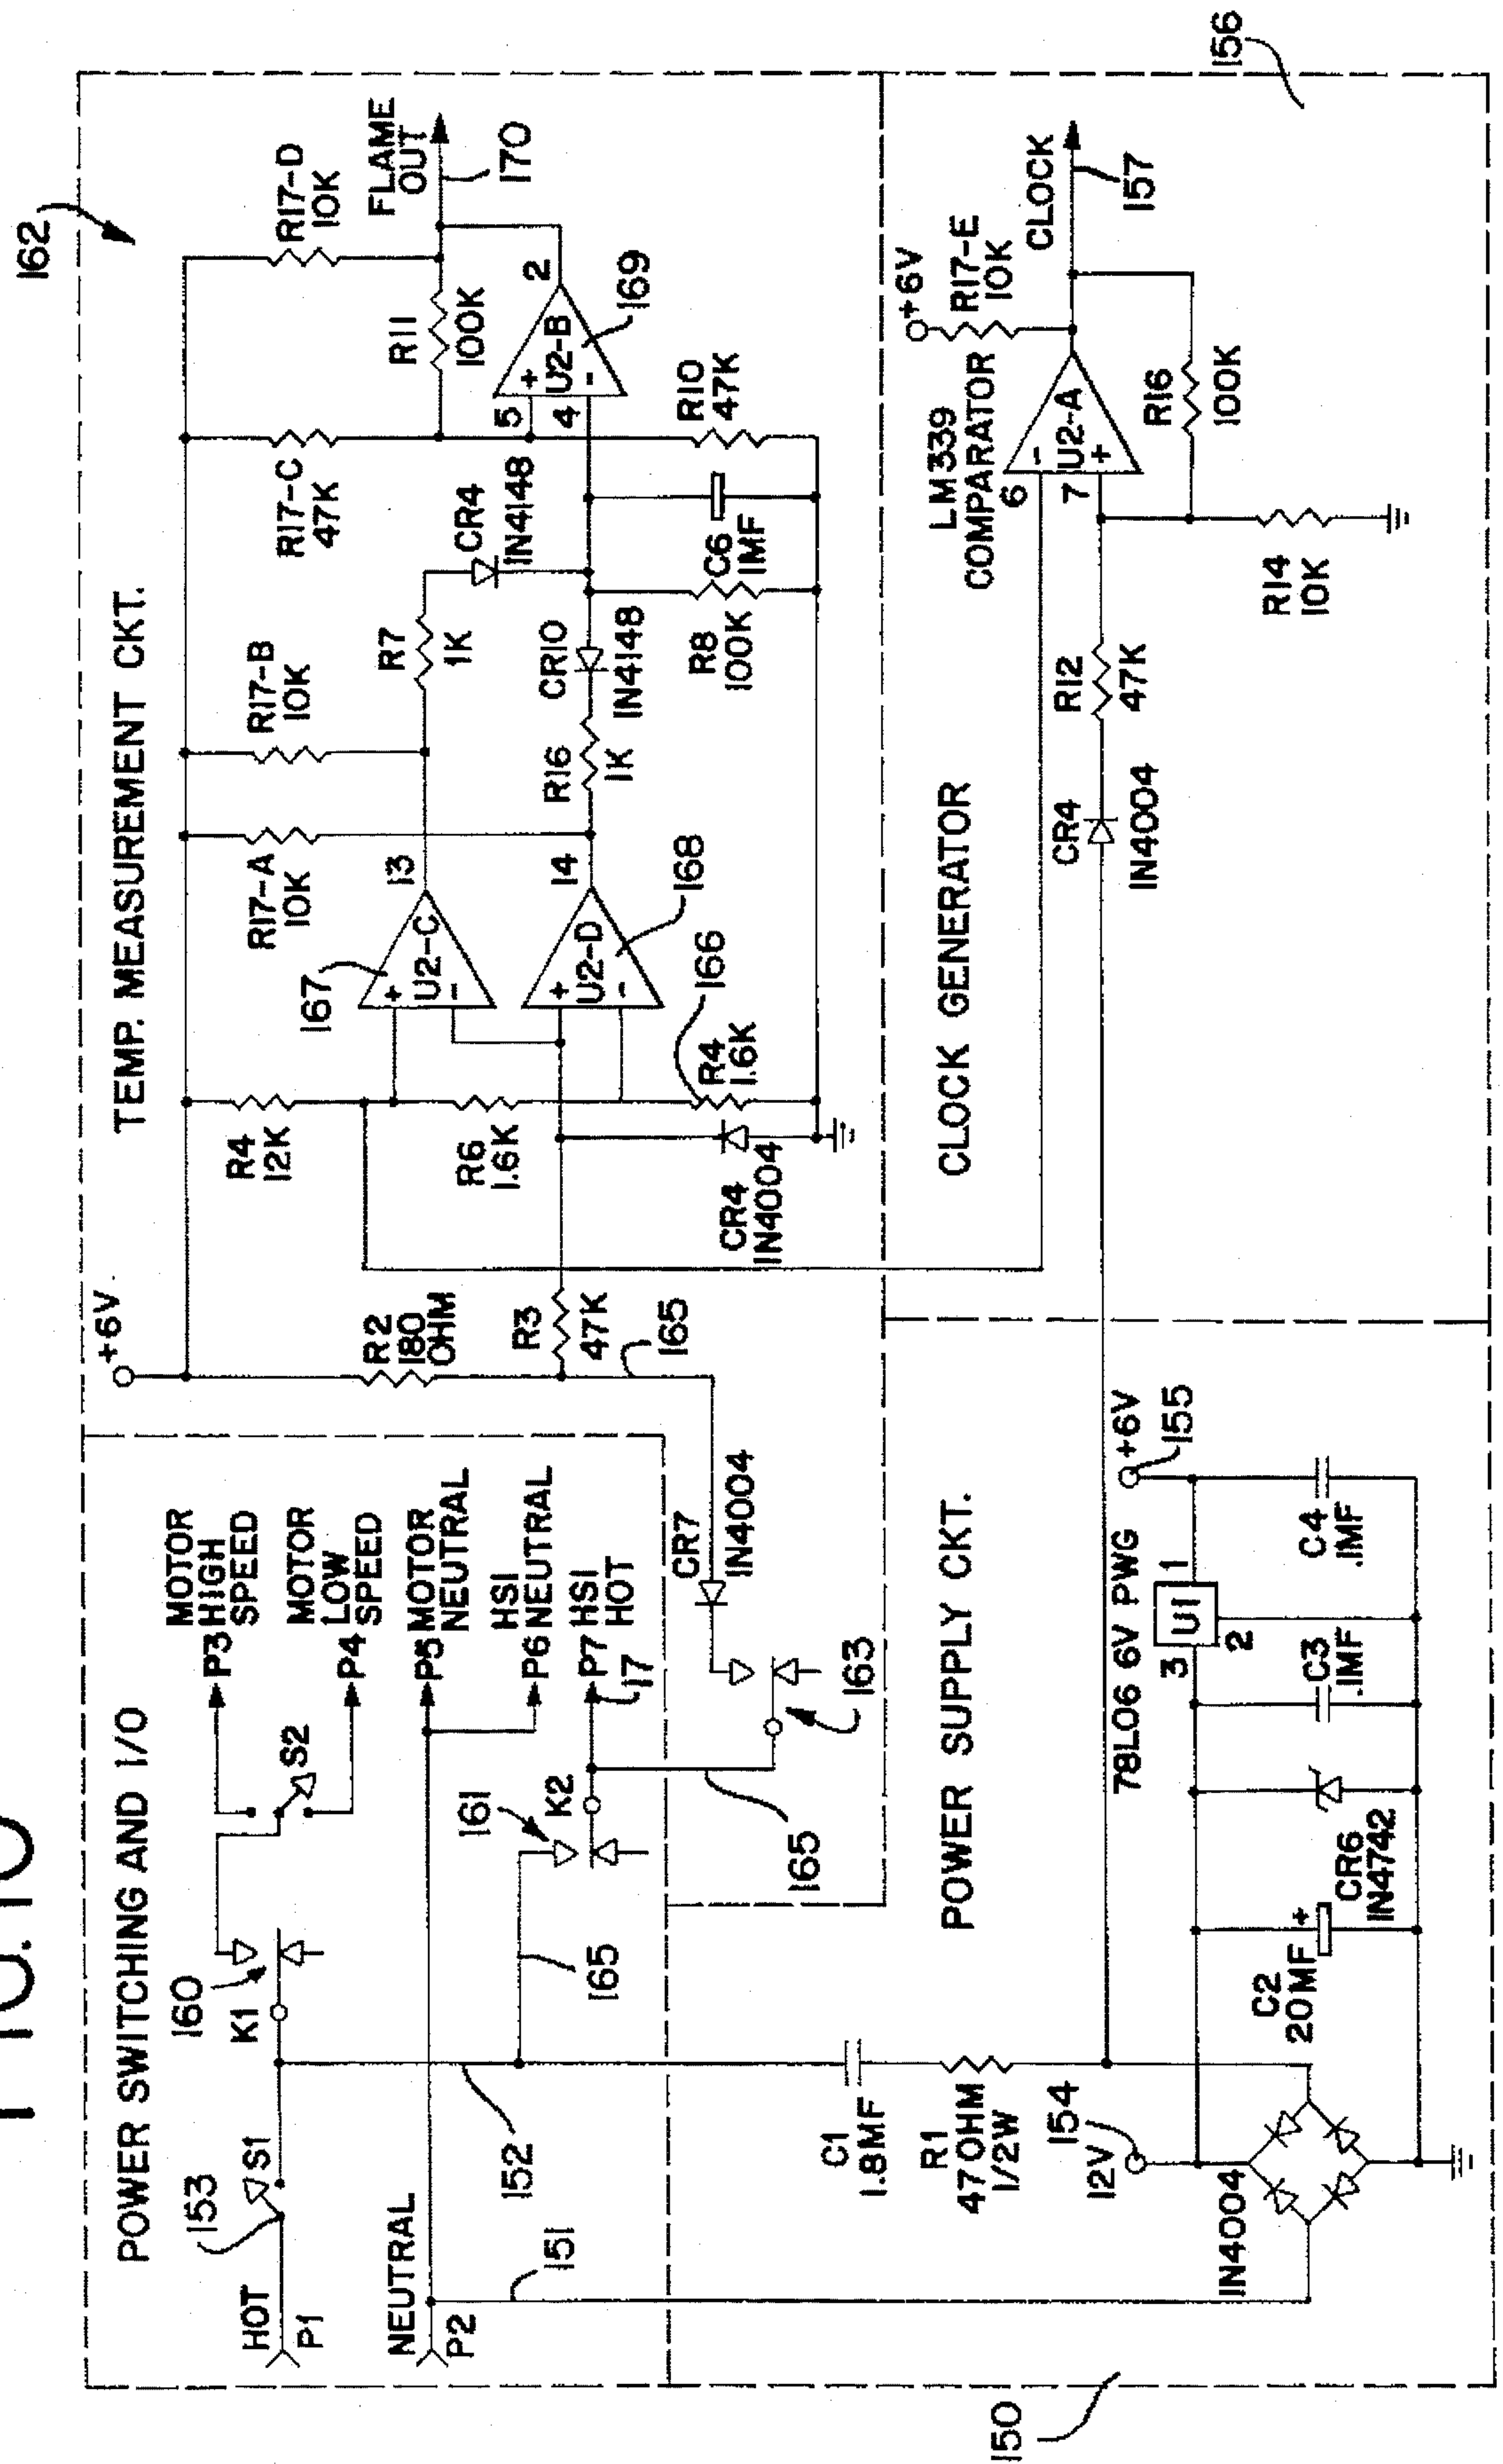 162
TEMP. MEASUREMENT CKT.
+6V
R4
12K
R2
180
OHM
R3
47K
165
R6
1.6K
CR4
1N4004
R4
1.6K
166
167
+
U2-C
-
13
+
U2-D
-
14
168
R17-A
10K
R17-B
10K
R7
1K
R16
1K
CR10
1N4148
CR4
1N4148
R8
100K
C6
1MF
R17-C
47K
R10
47K
5
4
+
U2-B
-
2
169
R11
100K
R17-D
10K
FLAME
OUT
170
POWER SWITCHING AND I/O
HOT
P1
153
S1
160
K1
S2
P3
MOTOR
HIGH
SPEED
P4
MOTOR
LOW
SPEED
NEUTRAL
P2
P5 MOTOR
NEUTRAL
P6
HSI
NEUTRAL
P7 HSI
HOT
17
161
K2
165
165
163
CR7
1N4004
151
152
CLOCK GENERATOR
LM339
COMPARATOR
6
7
-
U2-A
+
+6V
R17-E
10K
CLOCK
157
R16
100K
R14
10K
R12
47K
CR4
1N4004
156
POWER SUPPLY CKT.
C1
1.8MF
R1
47 OHM
1/2W
154
12V
1N4004
C2
20MF
+
CR6
1N4742
C3
.1MF
78L06 6V PWG
3
U1
1
2
+6V
155
C4
.1MF
150